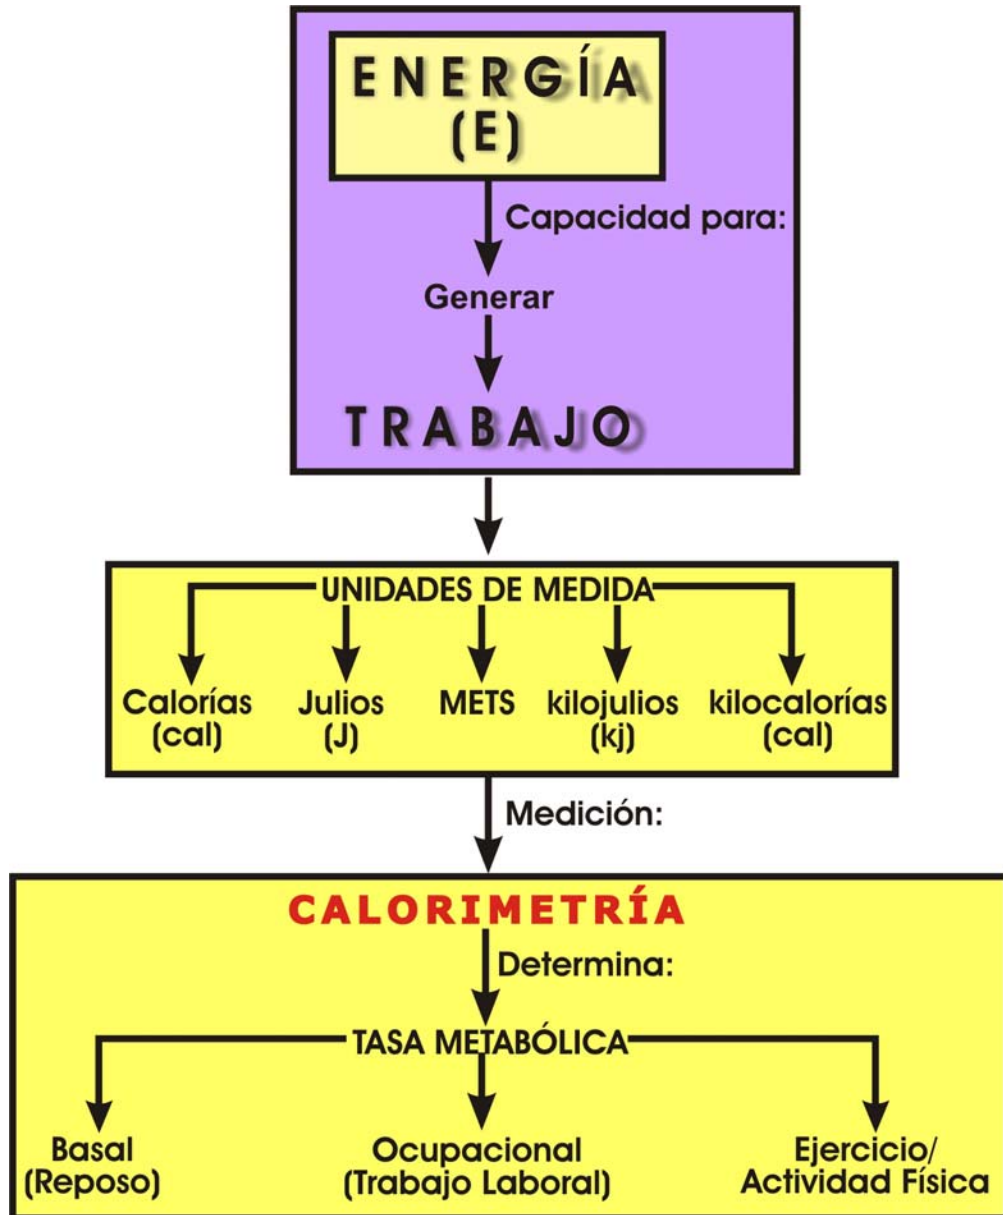 ENERGÍA
(E)
Capacidad para:
Generar
TRABAJO
UNIDADES DE MEDIDA
Calorías Julios METS kilojulios kilocalorías
(cal) (J) (kj) (cal)
Medición:
CALORIMETRÍA
Determina:
TASA METABÓLICA
Basal Ocupacional Ejercicio/
(Reposo) (Trabajo Laboral) Actividad Física